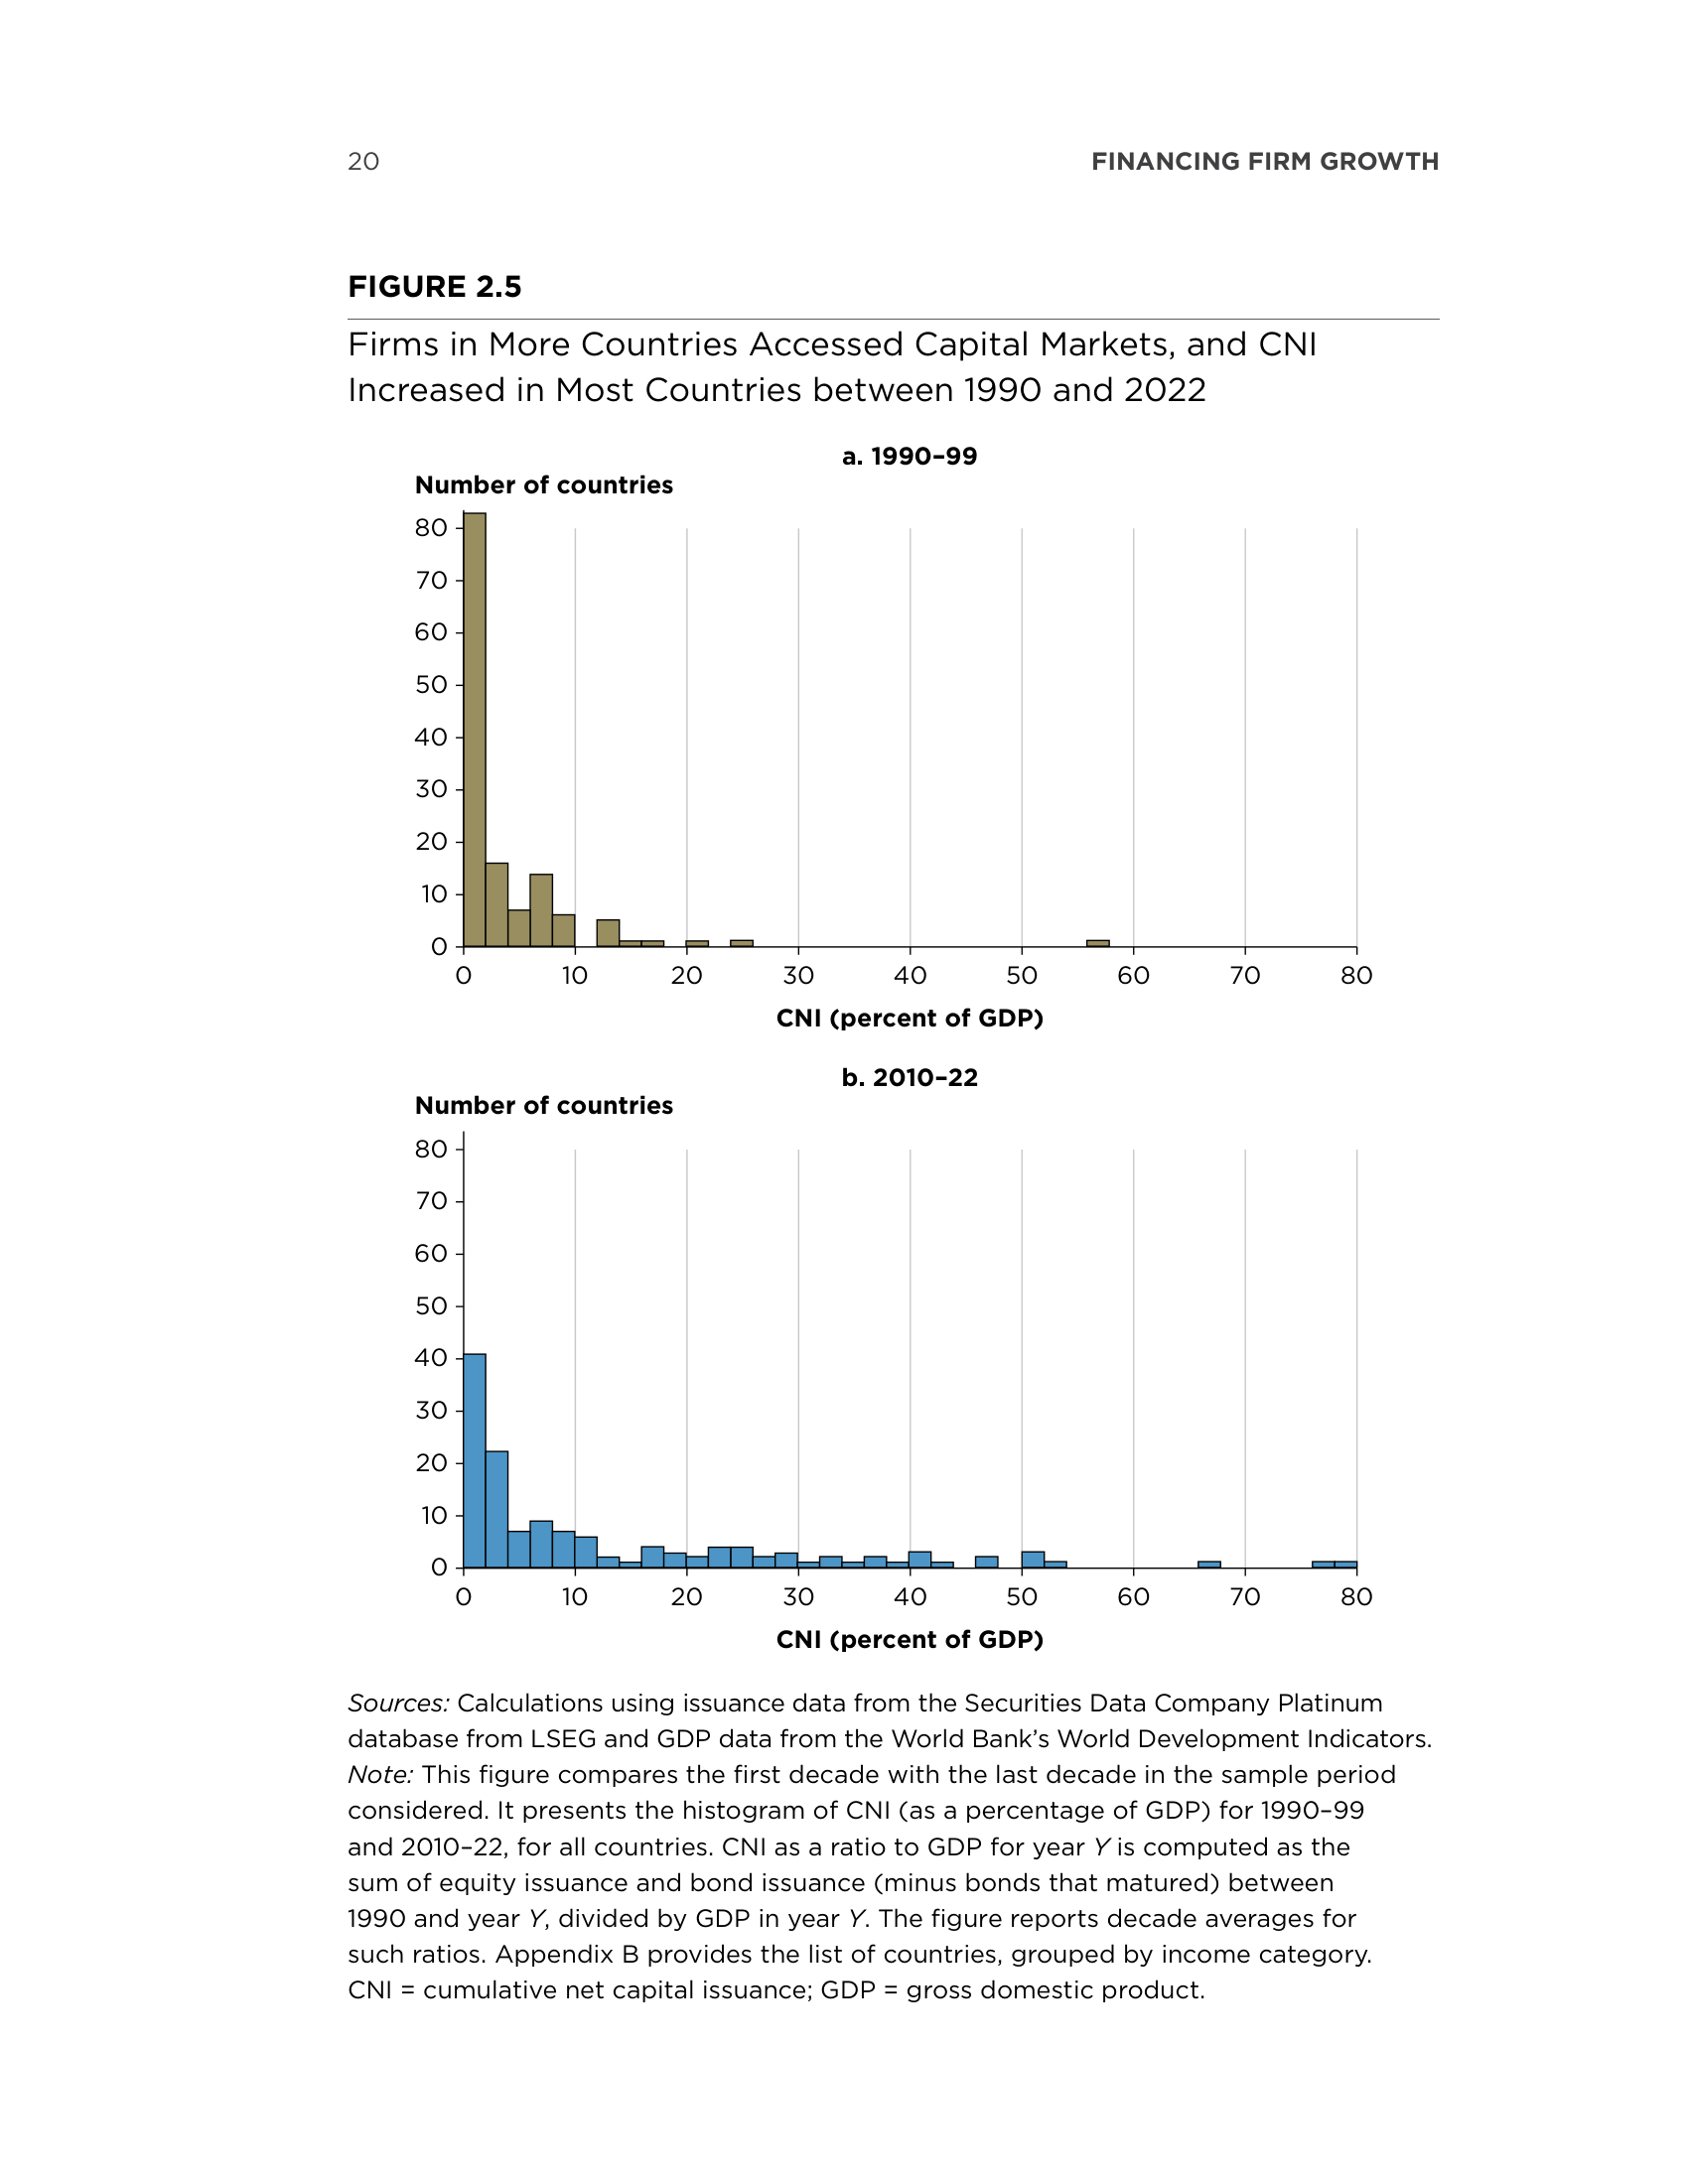 20 FINANCING FIRM GROWTH
FIGURE 2.5
Firms in More Countries Accessed Capital Markets, and CNI
Increased in Most Countries between 1990 and 2022
a. 1990–99
Number of countries
80
70
60
50
40
30
20
10
0
0 10 20 30 40 50 60 70 80
CNI (percent of GDP)
b. 2010–22
Number of countries
80
70
60
50
40
30
20
10
0
0 10 20 30 40 50 60 70 80
CNI (percent of GDP)
Sources: Calculations using issuance data from the Securities Data Company Platinum
database from LSEG and GDP data from the World Bank’s World Development Indicators.
Note: This figure compares the first decade with the last decade in the sample period
considered. It presents the histogram of CNI (as a percentage of GDP) for 1990–99
and 2010–22, for all countries. CNI as a ratio to GDP for year Y is computed as the
sum of equity issuance and bond issuance (minus bonds that matured) between
1990 and year Y, divided by GDP in year Y. The figure reports decade averages for
such ratios. Appendix B provides the list of countries, grouped by income category.
CNI = cumulative net capital issuance; GDP = gross domestic product.